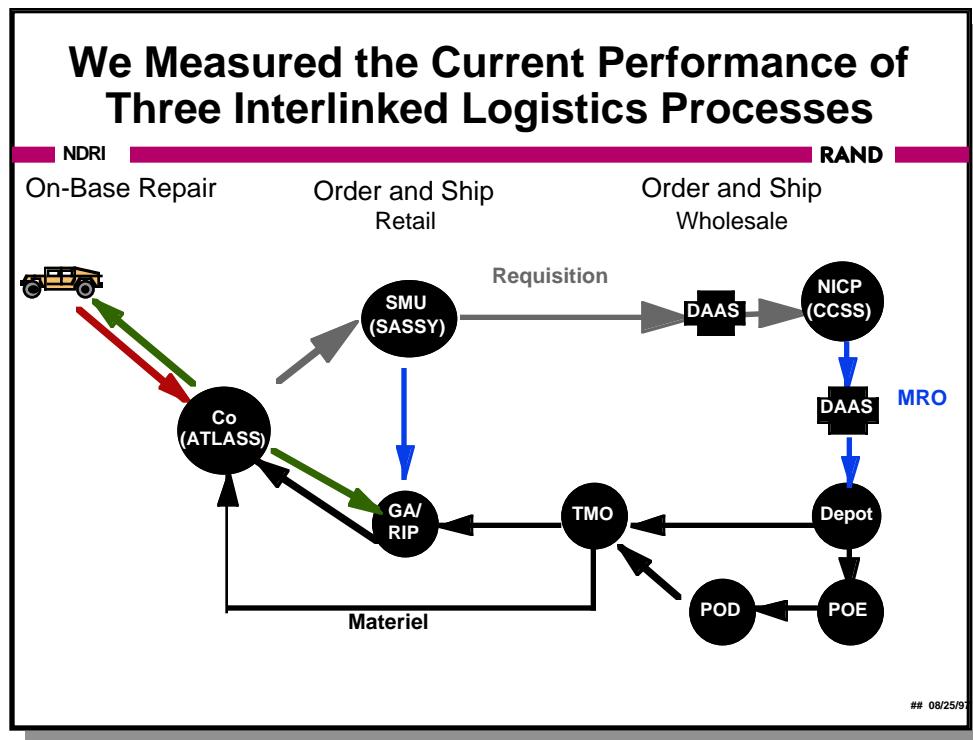 We Measured the Current Performance of
Three Interlinked Logistics Processes
NDRI
RAND
On-Base Repair
Order and Ship
Retail
Order and Ship
Wholesale
Requisition
SMU
(SASSY)
DAAS
NICP
(CCSS)
DAAS
MRO
Co
(ATLASS)
GA/
RIP
TMO
Depot
POD
POE
Materiel
## 08/25/97